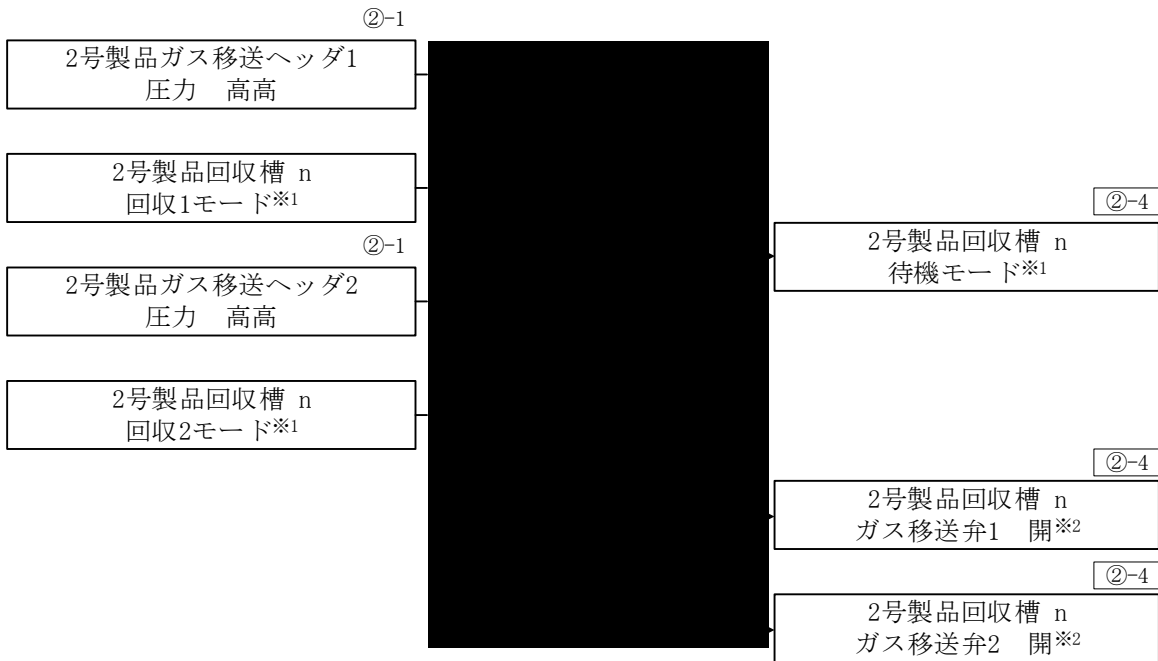 ②-1
2号製品ガス移送ヘッダ1
圧力　高高
2号製品回収槽 n
回収1モード※1
②-1
2号製品ガス移送ヘッダ2
圧力　高高
2号製品回収槽 n
回収2モード※1
②-4
2号製品回収槽 n
待機モード※1
②-4
2号製品回収槽 n
ガス移送弁1　開※2
②-4
2号製品回収槽 n
ガス移送弁2　開※2